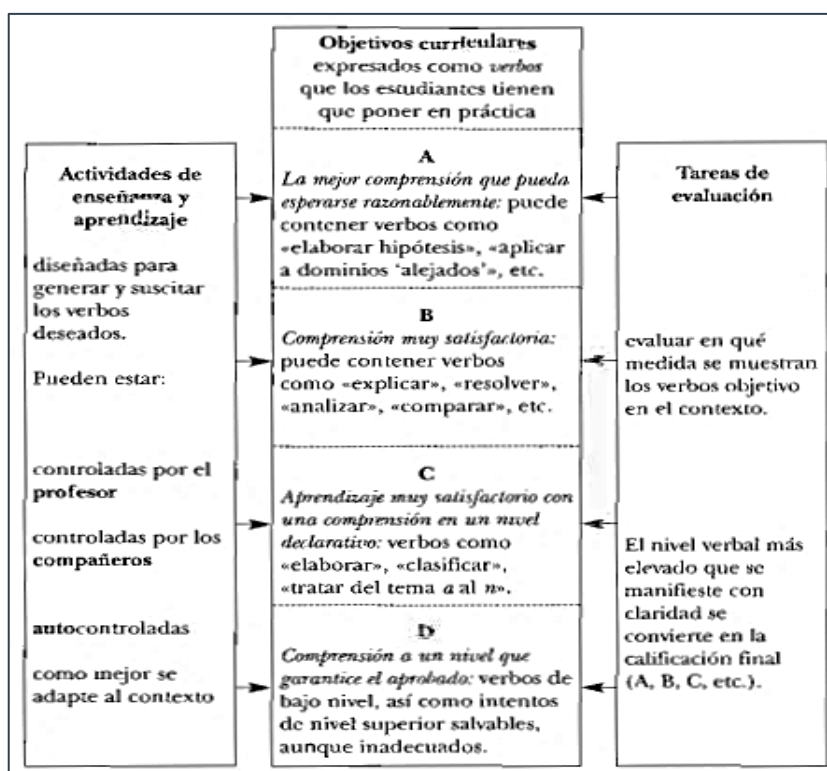 Objetivos curriculares
expresados como verbos
que los estudiantes tienen
que poner en práctica
Actividades de
enseñanza y
aprendizaje
diseñadas para
generar y suscitar
los verbos
deseados.
Pueden estar:
controladas por el
profesor
controladas por los
compañeros
autocontroladas
como mejor se
adapte al contexto
A
La mejor comprensión que pueda
esperarse razonablemente: puede
contener verbos como
«elaborar hipótesis», «aplicar
a dominios 'alejados'», etc.
B
Comprensión muy satisfactoria:
puede contener verbos
como «explicar», «resolver»,
«analizar», «comparar», etc.
C
Aprendizaje muy satisfactorio con
una comprensión en un nivel
declarativo: verbos como
«elaborar», «clasificar»,
«tratar del tema a al n».
D
Comprensión a un nivel que
garantice el aprobado: verbos de
bajo nivel, así como intentos
de nivel superior salvables,
aunque inadecuados.
Tareas de
evaluación
evaluar en qué
medida se muestran
los verbos objetivo
en el contexto.
El nivel verbal más
elevado que se
manifieste con
claridad se
convierte en la
calificación final
(A, B, C, etc.).